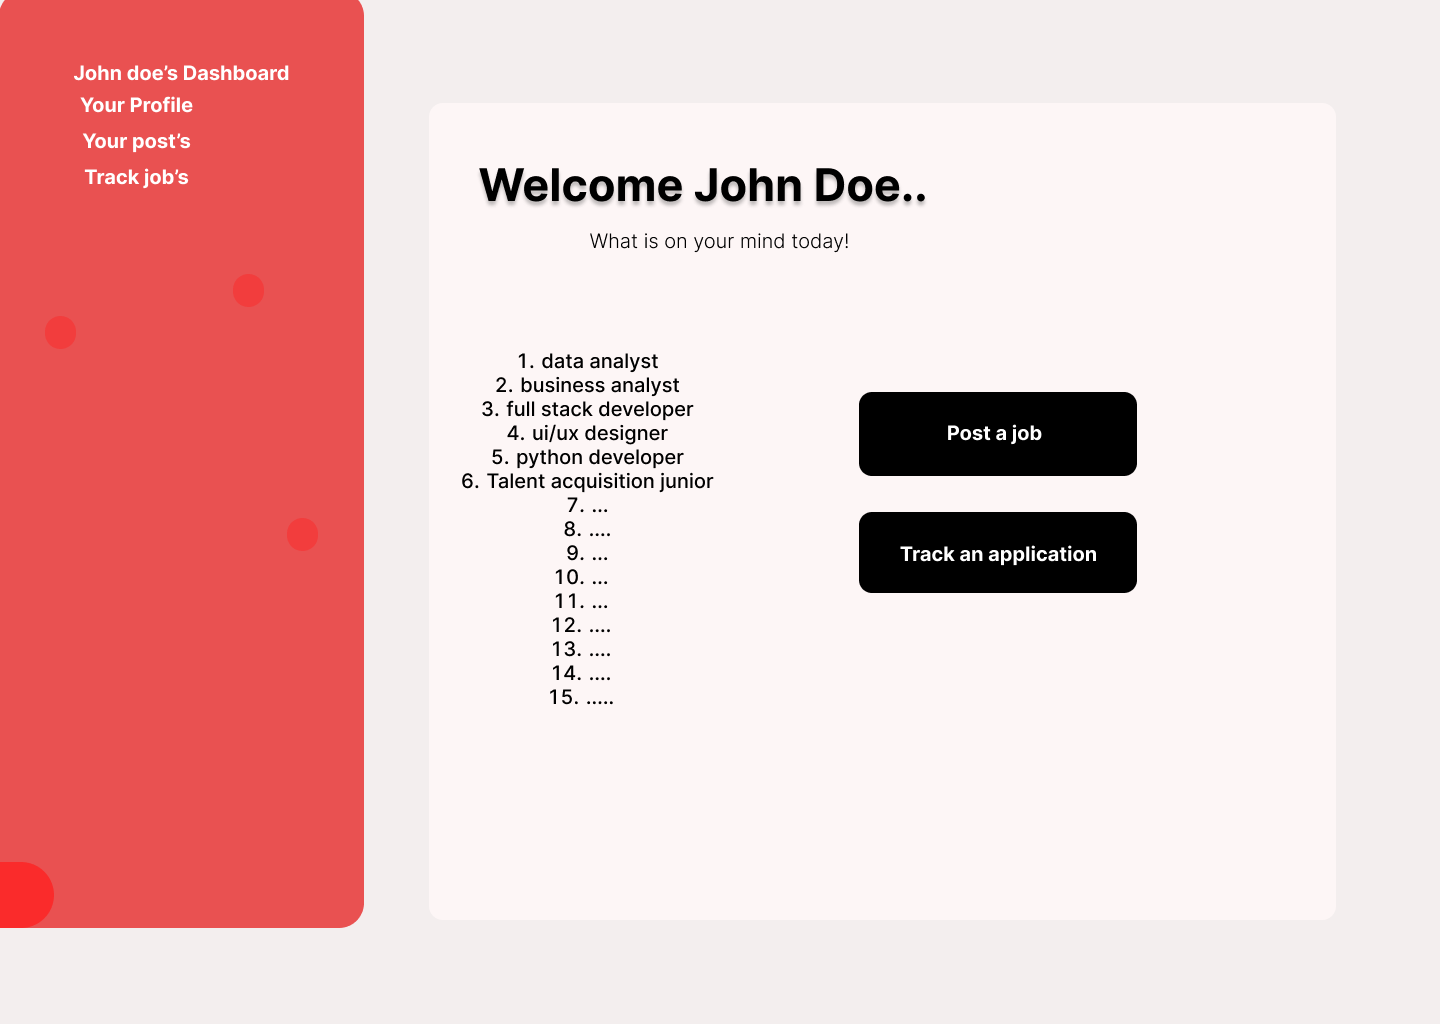 John doe’s Dashboard
Your Profile
Your post’s
Track job’s
Welcome John Doe..
What is on your mind today!
1. data analyst
2. business analyst
3. full stack developer
4. ui/ux designer
5. python developer
6. Talent acquisition junior
7. ...
8. ....
9. ...
10. ...
11. ...
12. ....
13. ....
14. ....
15. .....
Post a job
Track an application